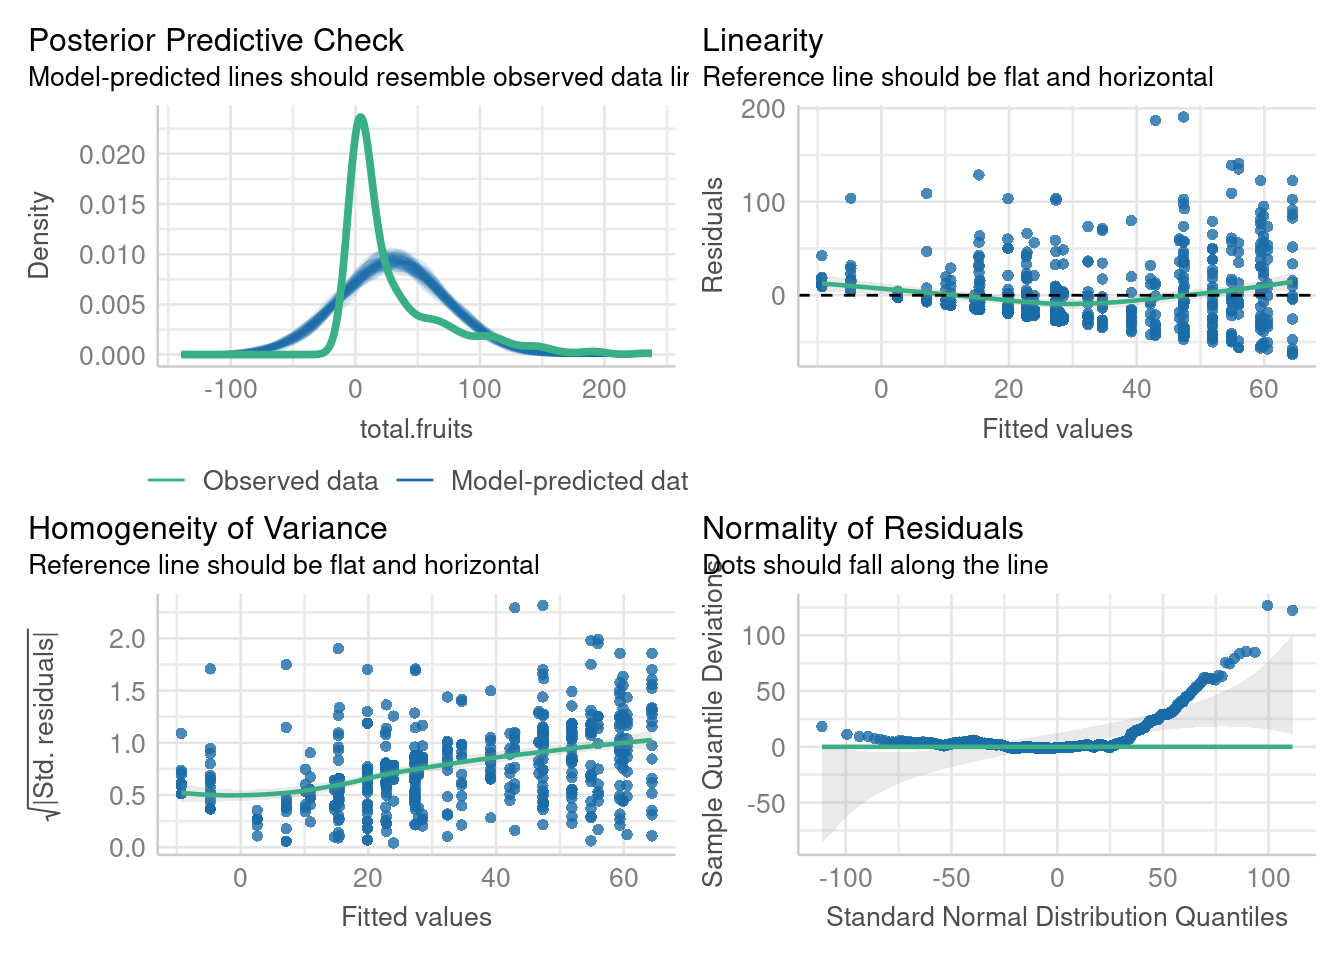 Posterior Predictive Check
Model-predicted lines should resemble observed data lin
Density
0.020
0.015
0.010
0.005
0.000
-100
0
100
200
total.fruits
Observed data
Model-predicted dat
Linearity
Reference line should be flat and horizontal
Residuals
200
100
0
0
20
40
60
Fitted values
Homogeneity of Variance
Reference line should be flat and horizontal
√|Std. residuals|
2.0
1.5
1.0
0.5
0.0
0
20
40
60
Fitted values
Normality of Residuals
Dots should fall along the line
Sample Quantile Deviations
100
50
0
-50
-100
-50
0
50
100
Standard Normal Distribution Quantiles